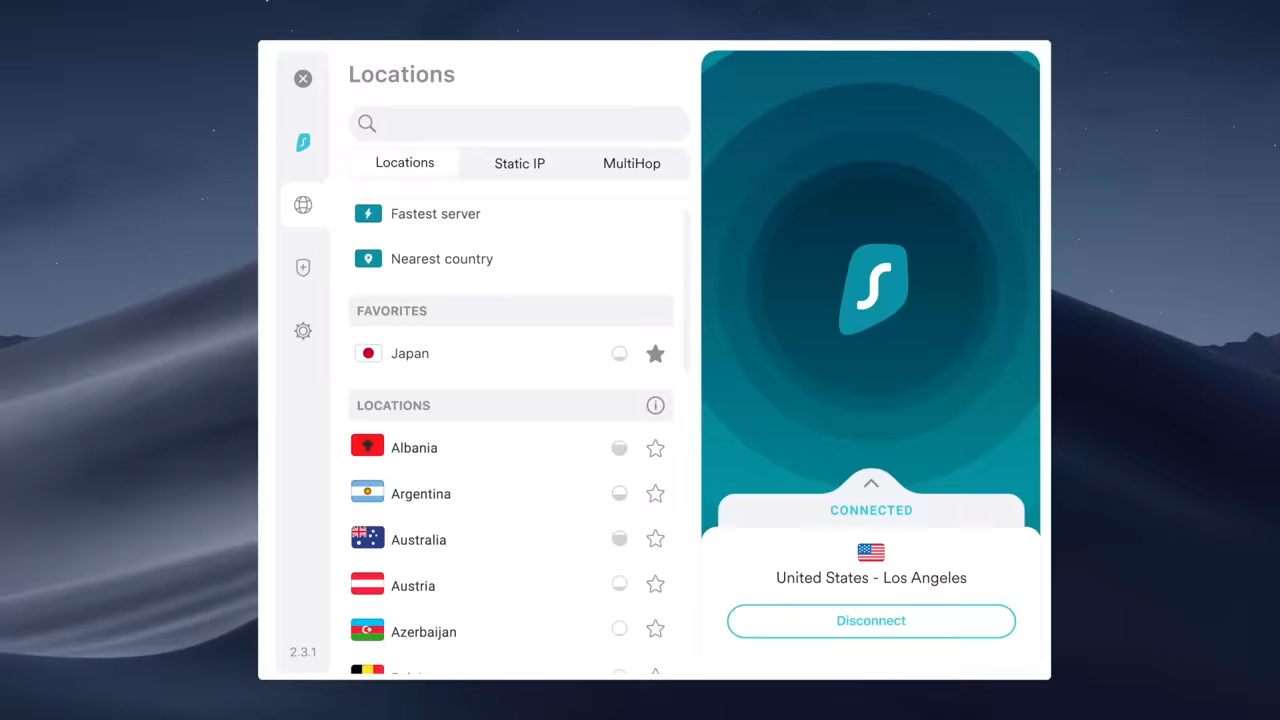 Locations
Locations Static IP MultiHop
Fastest server
Nearest country
FAVORITES
Japan
LOCATIONS
Albania
Argentina
Australia
Austria
Azerbaijan
2.3.1
CONNECTED
United States - Los Angeles
Disconnect